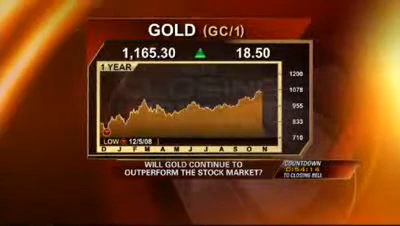 GOLD (GC/1)
1,165.30 18.50
1 YEAR
1200
1078
955
833
710
LOW 12/5/08
D J F M A M J J A S O N
WILL GOLD CONTINUE TO
OUTPERFORM THE STOCK MARKET?
COUNTDOWN
0:54:14
TO CLOSING BELL